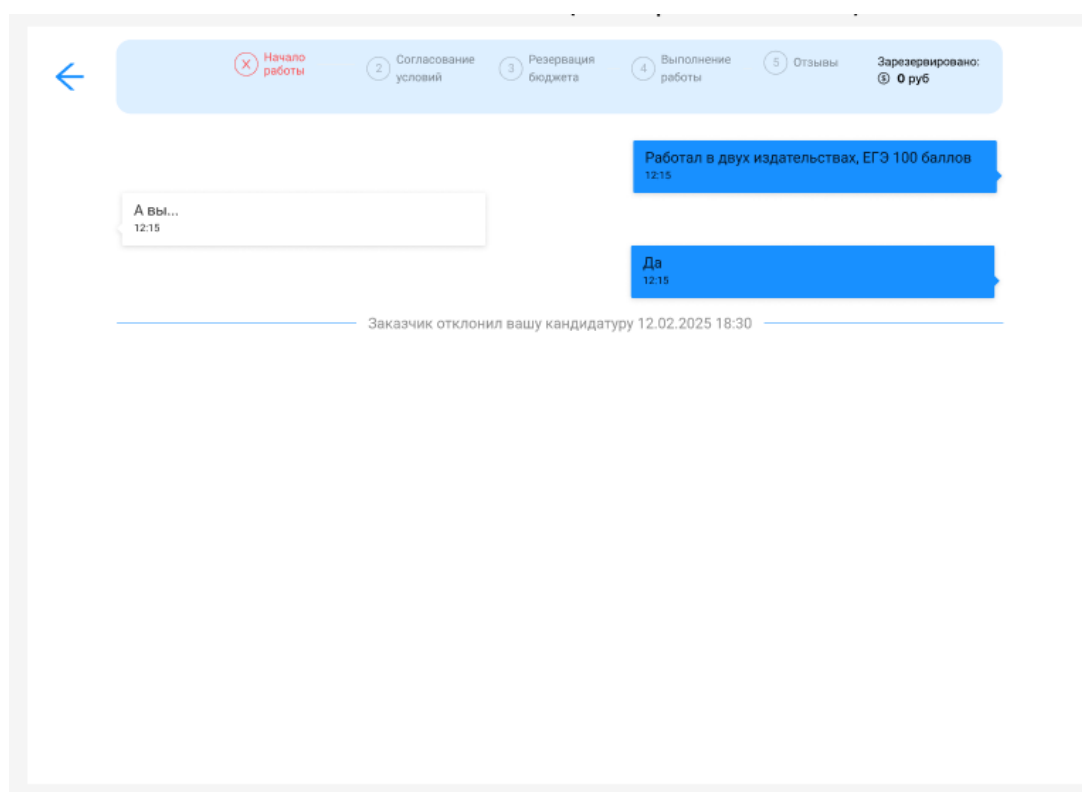 Начало
работы
2 Согласование
условий
3 Резервация
бюджета
4 Выполнение
работы
5 Отзывы
Зарезервировано:
0 руб
Работал в двух издательствах, ЕГЭ 100 баллов
12:15
А вы...
12:15
Да
12:15
Заказчик отклонил вашу кандидатуру 12.02.2025 18:30